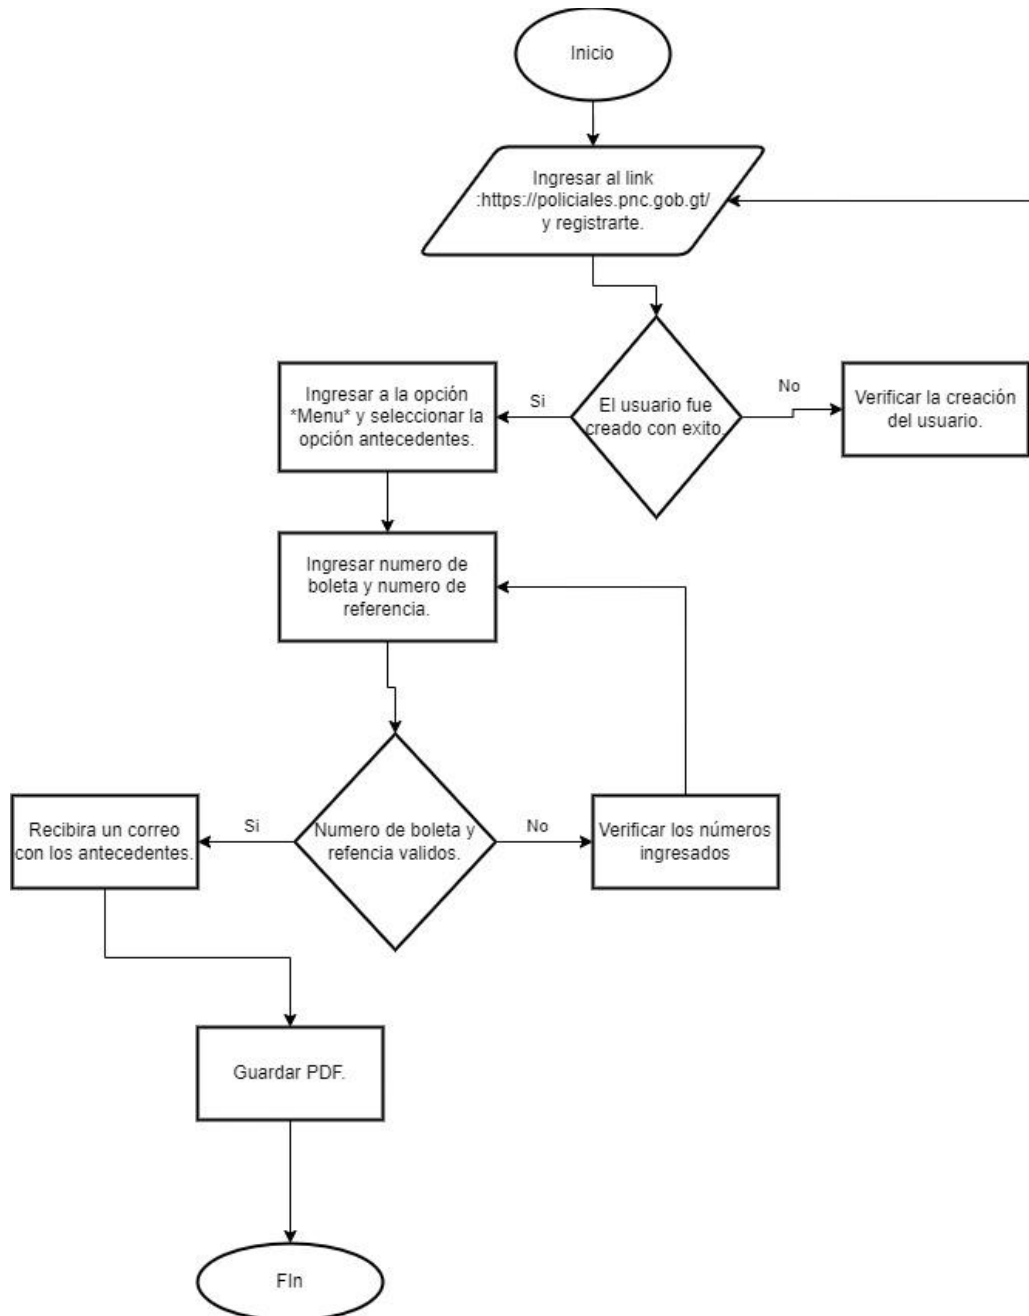 Inicio
Ingresar al link
:https://policiales.pnc.gob.gt/
y registrarte.
Ingresar a la opción
*Menu* y seleccionar la
opción antecedentes.
Si
El usuario fue
creado con exito.
No
Verificar la creación
del usuario.
Ingresar numero de
boleta y numero de
referencia.
Recibira un correo
con los antecedentes.
Si
Numero de boleta y
refencia validos.
No
Verificar los números
ingresados
Guardar PDF.
FIn